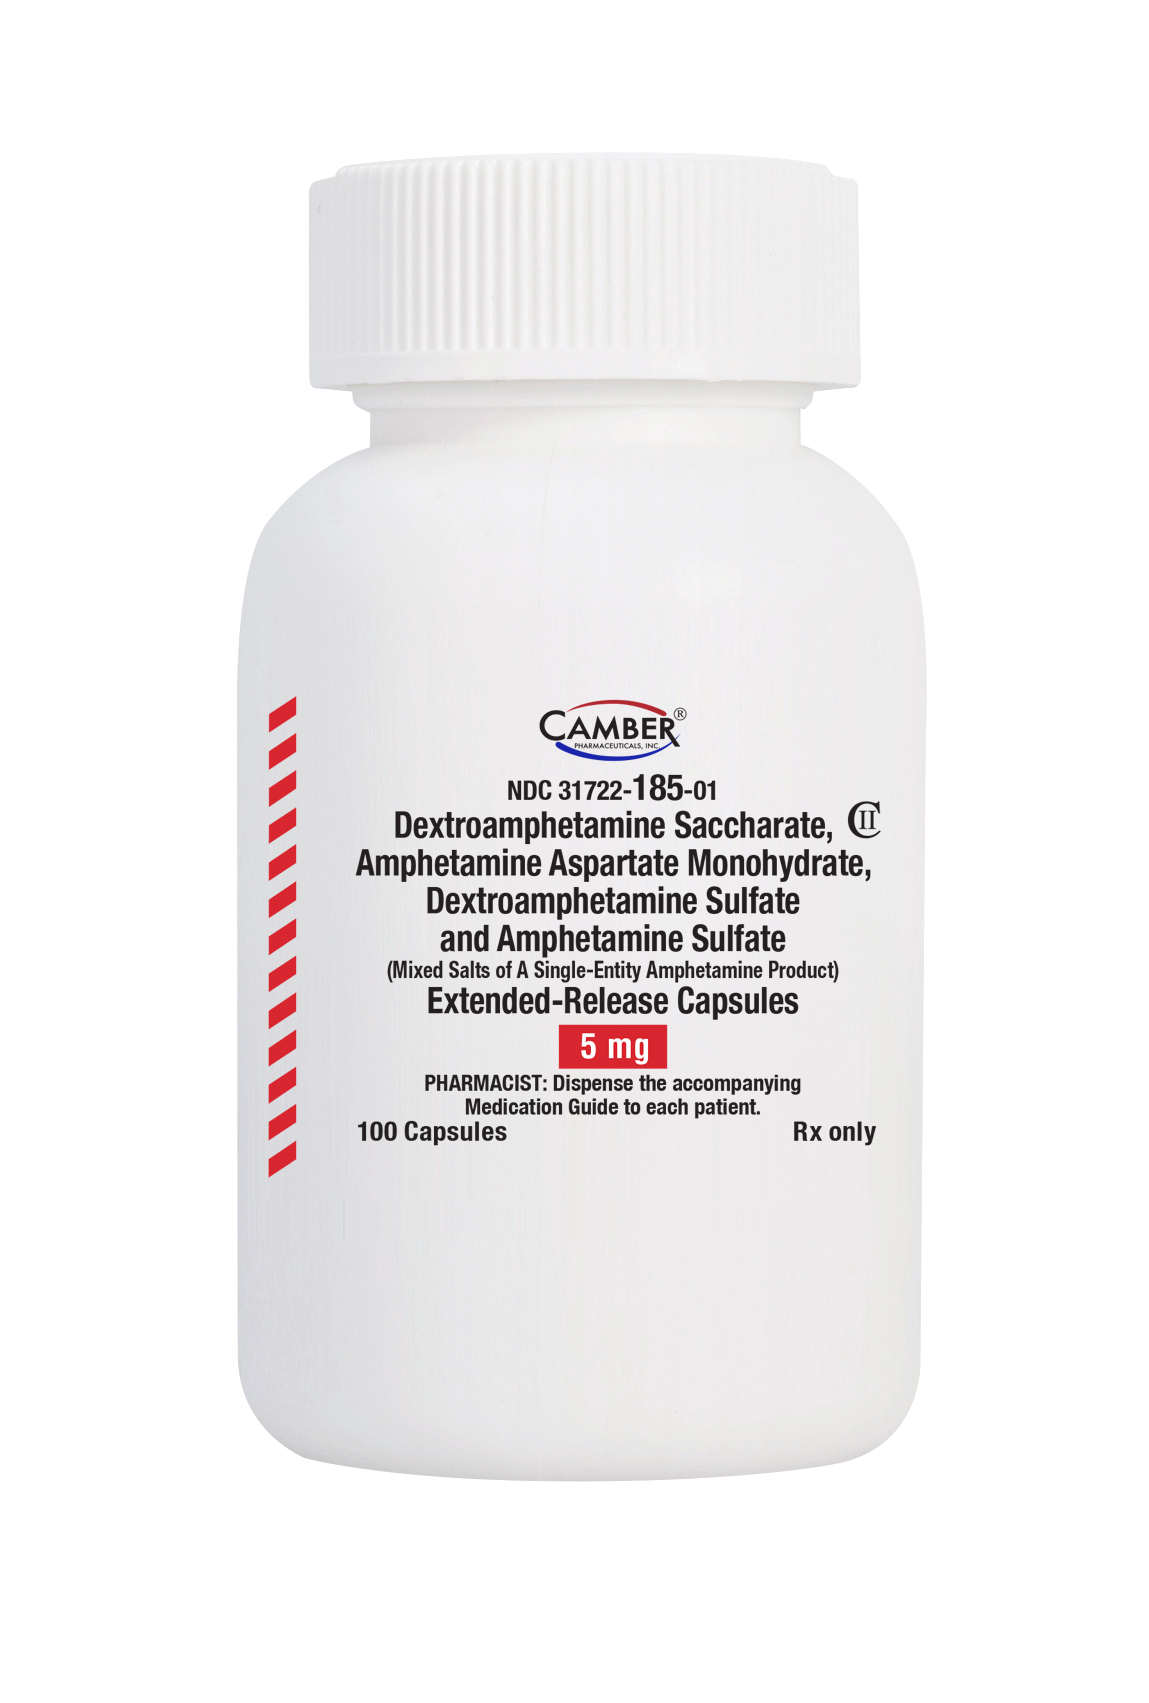 CAMBER®
PHARMACEUTICALS, INC.
NDC 31722-185-01
Dextroamphetamine Saccharate, CII
Amphetamine Aspartate Monohydrate,
Dextroamphetamine Sulfate
and Amphetamine Sulfate
(Mixed Salts of A Single-Entity Amphetamine Product)
Extended-Release Capsules
5 mg
PHARMACIST: Dispense the accompanying
Medication Guide to each patient.
100 Capsules Rx only